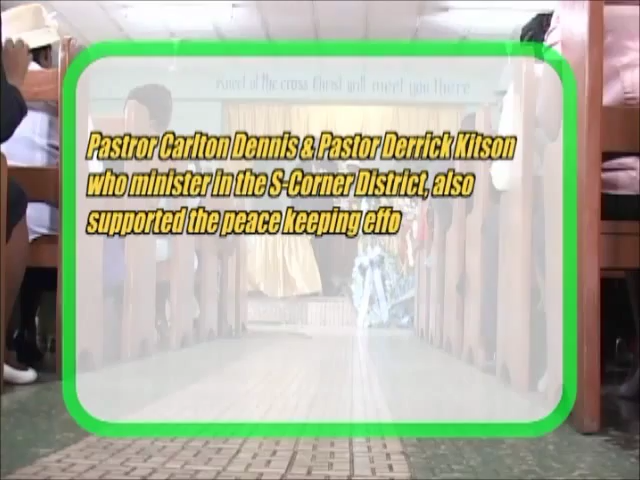 at the cross Christ will meet you there
Pastror Carlton Dennis & Pastor Derrick Kitson
who minister in the S-Corner District, also
supported the peace keeping effo